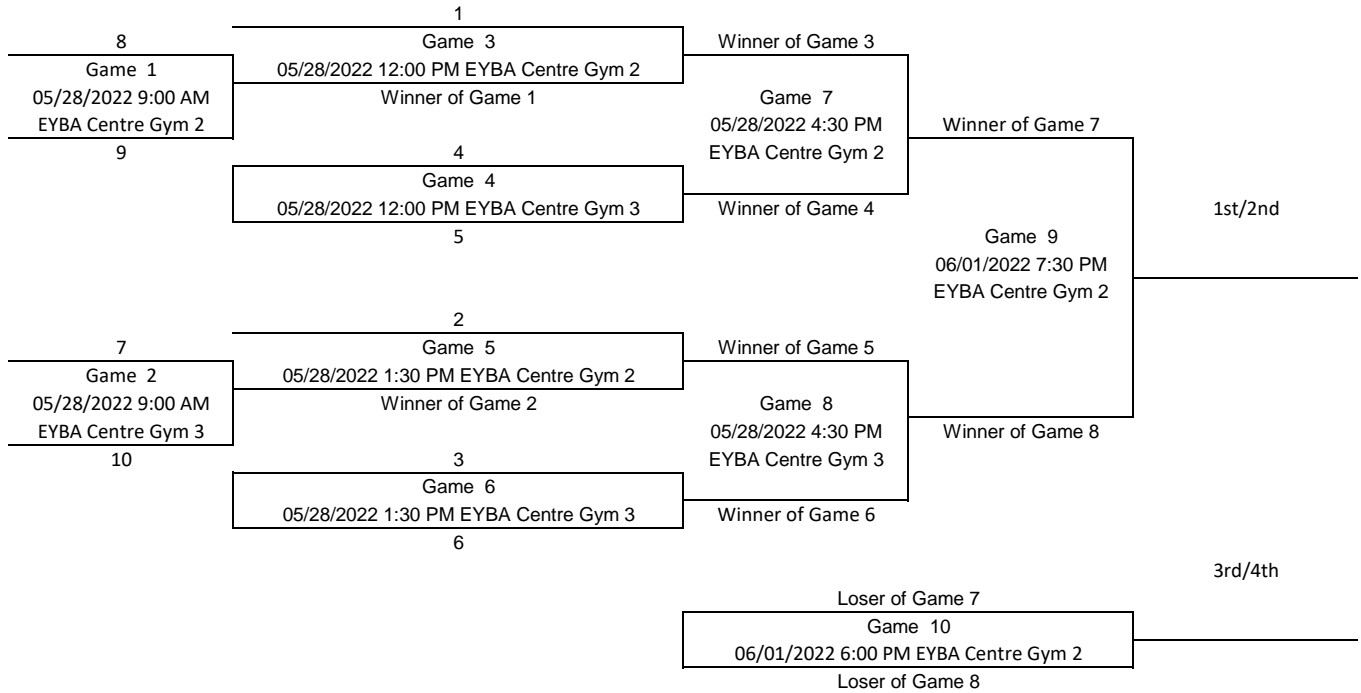 1
8
Game 3
Winner of Game 3
Game 1
05/28/2022 12:00 PM EYBA Centre Gym 2
05/28/2022 9:00 AM
Winner of Game 1
Game 7
EYBA Centre Gym 2
05/28/2022 4:30 PM
Winner of Game 7
9
4
EYBA Centre Gym 2
Game 4
05/28/2022 12:00 PM EYBA Centre Gym 3
Winner of Game 4
1st/2nd
5
Game 9
06/01/2022 7:30 PM
EYBA Centre Gym 2
2
7
Game 5
Winner of Game 5
Game 2
05/28/2022 1:30 PM EYBA Centre Gym 2
05/28/2022 9:00 AM
Winner of Game 2
Game 8
EYBA Centre Gym 3
05/28/2022 4:30 PM
Winner of Game 8
10
3
EYBA Centre Gym 3
Game 6
05/28/2022 1:30 PM EYBA Centre Gym 3
Winner of Game 6
6
3rd/4th
Loser of Game 7
Game 10
06/01/2022 6:00 PM EYBA Centre Gym 2
Loser of Game 8